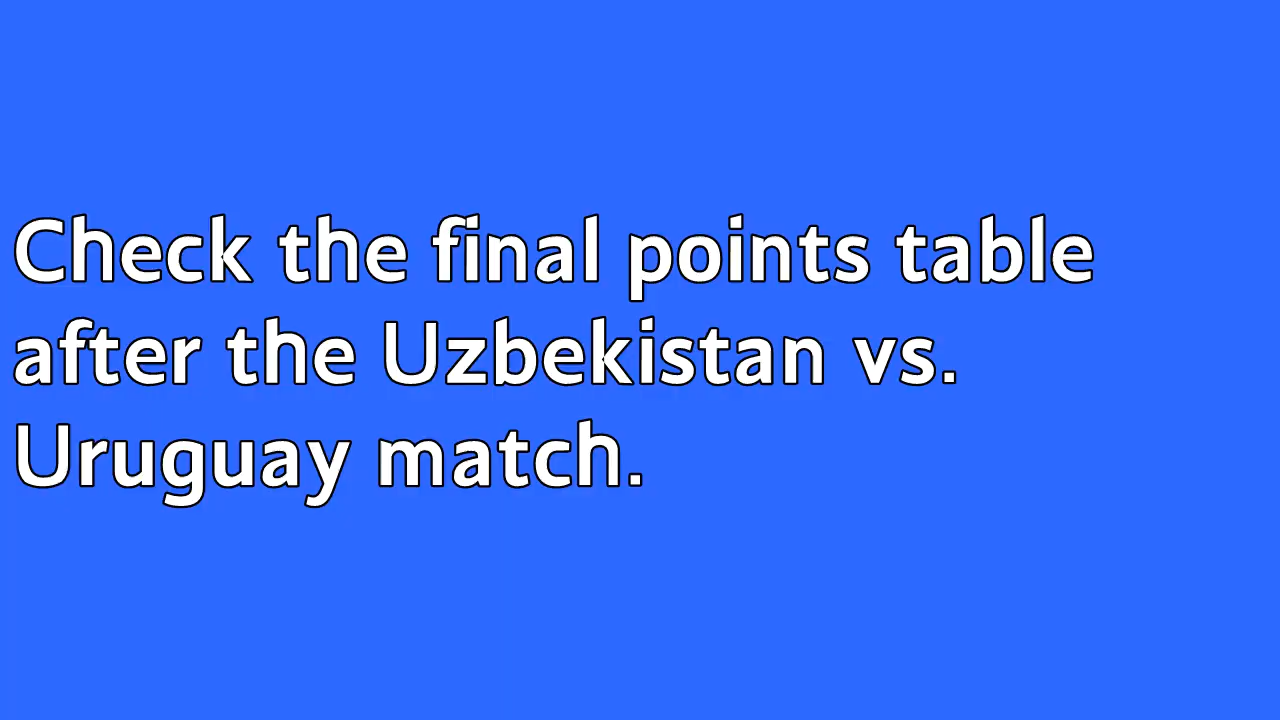 Check the final points table
after the Uzbekistan vs.
Uruguay match.